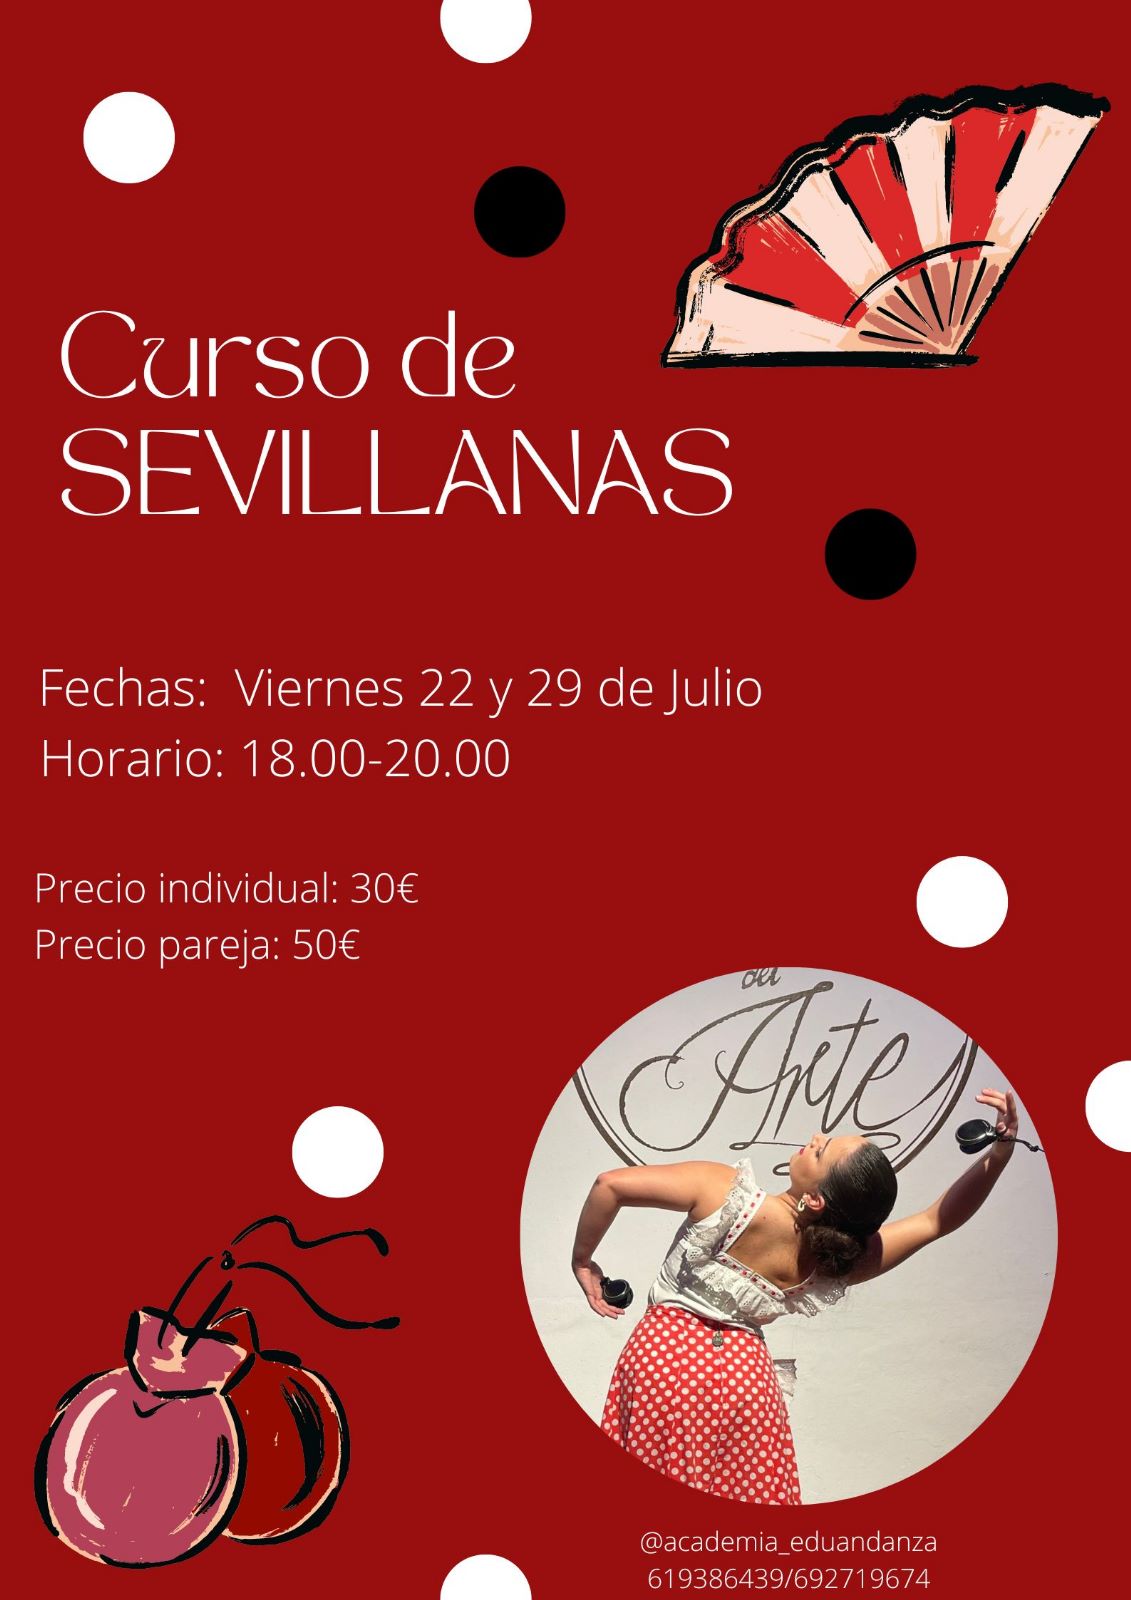 Curso de
SEVILLANAS
Fechas: Viernes 22 y 29 de Julio
Horario: 18.00-20.00
Precio individual: 30€
Precio pareja: 50€
del
Arte
@academia_eduandanza
619386439/692719674